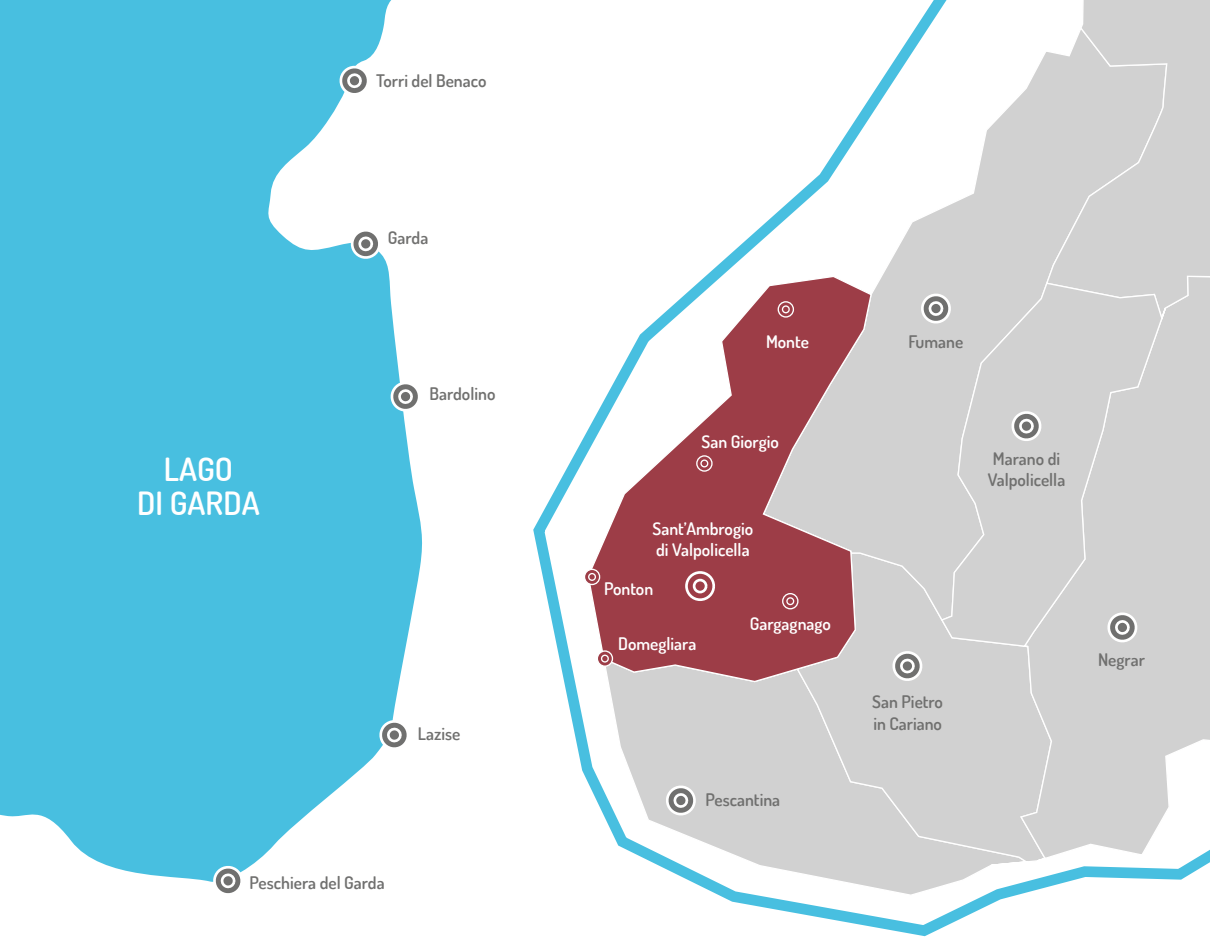 Torri del Benaco
Garda
Bardolino
LAGO
DI GARDA
Lazise
Peschiera del Garda
Monte
San Giorgio
Sant'Ambrogio
di Valpolicella
Ponton
Gargagnago
Domegliara
Fumane
Marano di
Valpolicella
Negrar
San Pietro
in Cariano
Pescantina